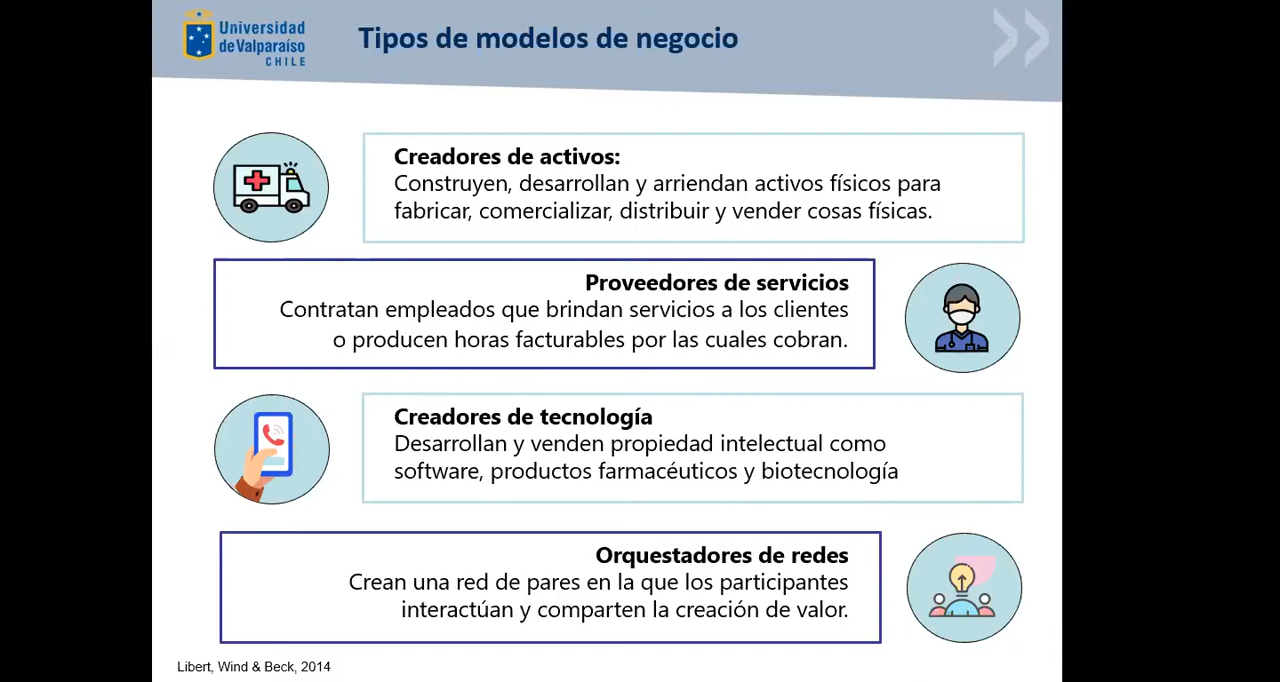 Universidad
de Valparaíso
CHILE
Tipos de modelos de negocio
Creadores de activos:
Construyen, desarrollan y arriendan activos físicos para
fabricar, comercializar, distribuir y vender cosas físicas.
Proveedores de servicios
Contratan empleados que brindan servicios a los clientes
o producen horas facturables por las cuales cobran.
Creadores de tecnología
Desarrollan y venden propiedad intelectual como
software, productos farmacéuticos y biotecnología
Orquestadores de redes
Crean una red de pares en la que los participantes
interactúan y comparten la creación de valor.
Libert, Wind & Beck, 2014